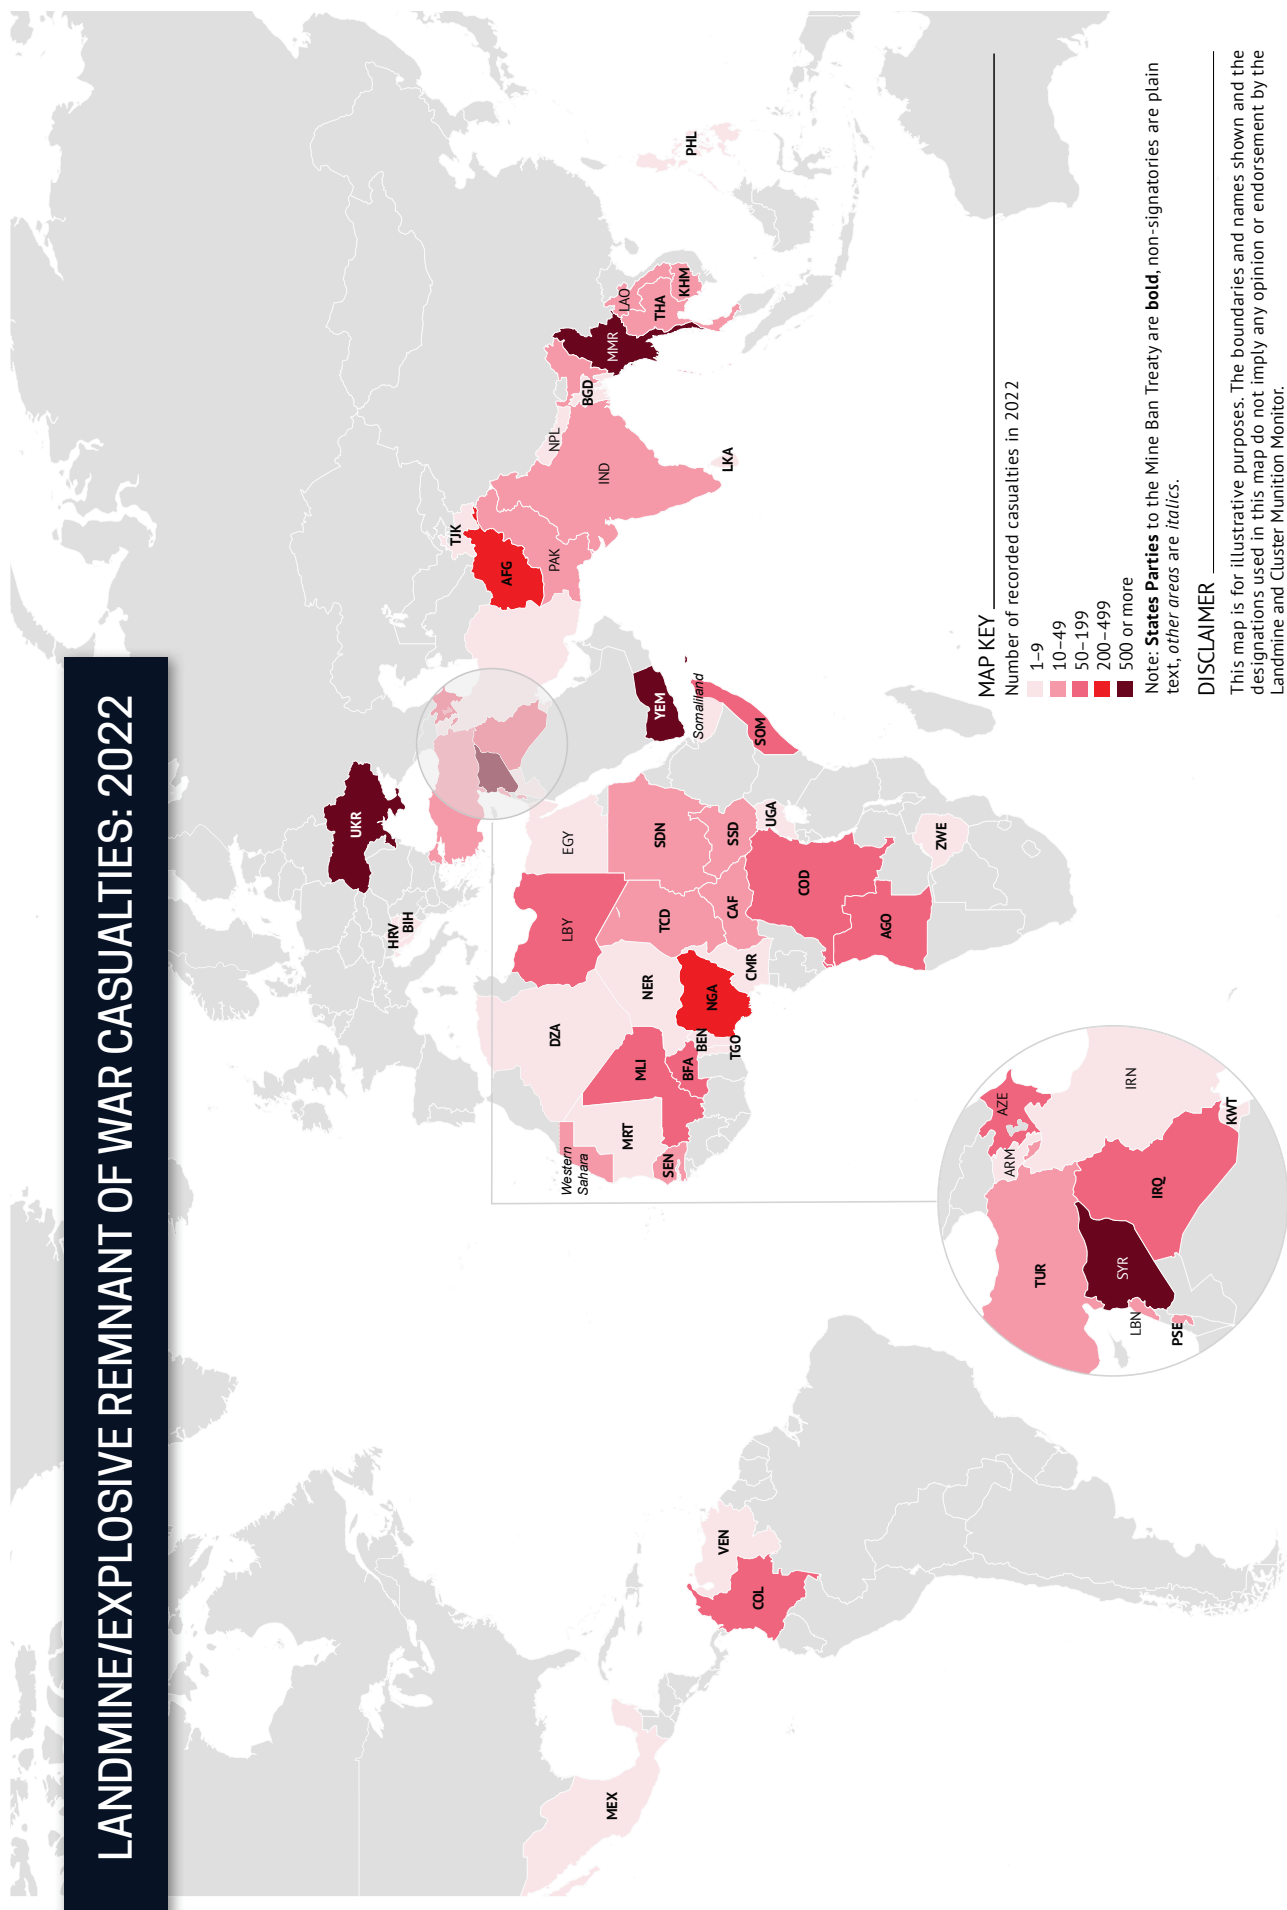 LANDMINE/EXPLOSIVE REMNANT OF WAR CASUALTIES: 2022
UKR
HRV
BIH
TJK
AFG
PAK
NPL
IND
BGD
LKA
MMR
LAO
THA
KHM
PHL
YEM
Somaliland
SOM
DZA
LBY
EGY
Western
Sahara
MRT
MLI
NER
TCD
SDN
SEN
BFA
BEN
TGO
NGA
CMR
CAF
SSD
UGA
COD
AGO
ZWE
MEX
VEN
COL
TUR
ARM
AZE
IRN
SYR
IRQ
LBN
PSE
KWT
MAP KEY
Number of recorded casualties in 2022
1–9
10–49
50–199
200–499
500 or more
Note: States Parties to the Mine Ban Treaty are bold, non-signatories are plain
text, other areas are italics.
DISCLAIMER
This map is for illustrative purposes. The boundaries and names shown and the
designations used in this map do not imply any opinion or endorsement by the
Landmine and Cluster Munition Monitor.